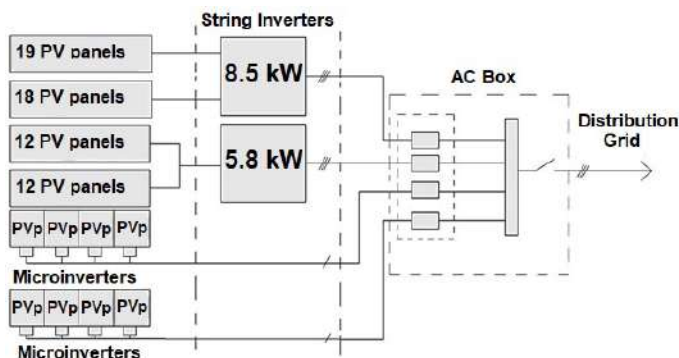 String Inverters
19 PV panels
8.5 kW
18 PV panels
AC Box
12 PV panels
5.8 kW
Distribution
Grid
12 PV panels
PVp PVp PVp PVp
Microinverters
PVp PVp PVp PVp
Microinverters